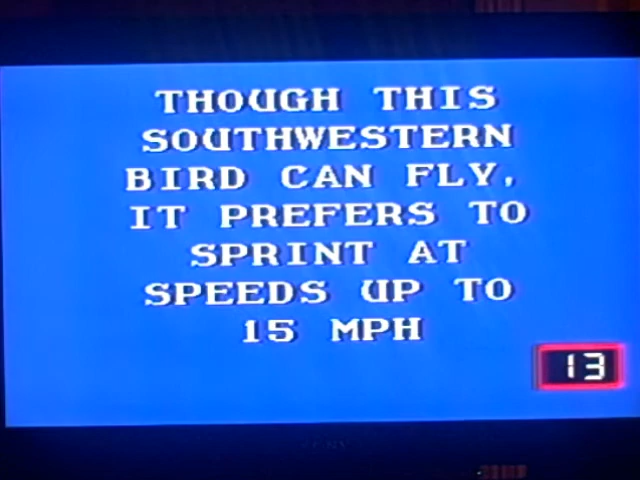 THOUGH THIS
SOUTHWESTERN
BIRD CAN FLY,
IT PREFERS TO
SPRINT AT
SPEEDS UP TO
15 MPH
13